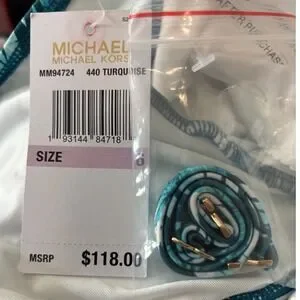 MICHAEL
MICHAEL KORS
MM94724 440 TURQUOISE
1 93144 84718
SIZE
MSRP $118.00